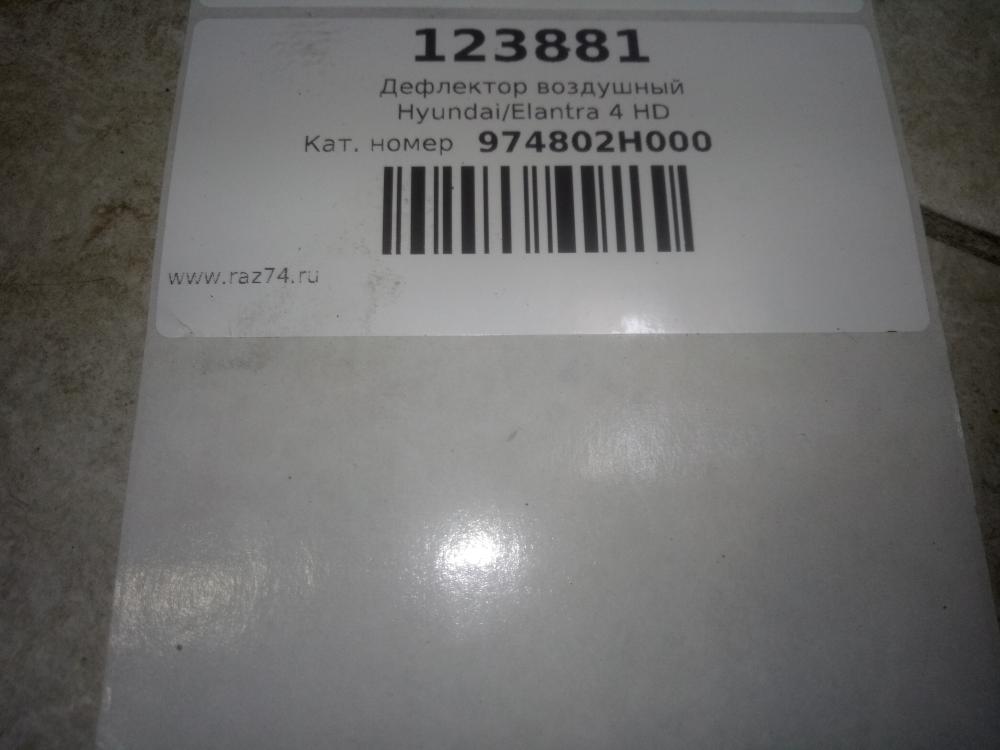 123881
Дефлектор воздушный
Hyundai/Elantra 4 HD
Кат. номер 974802H000
www.raz74.ru